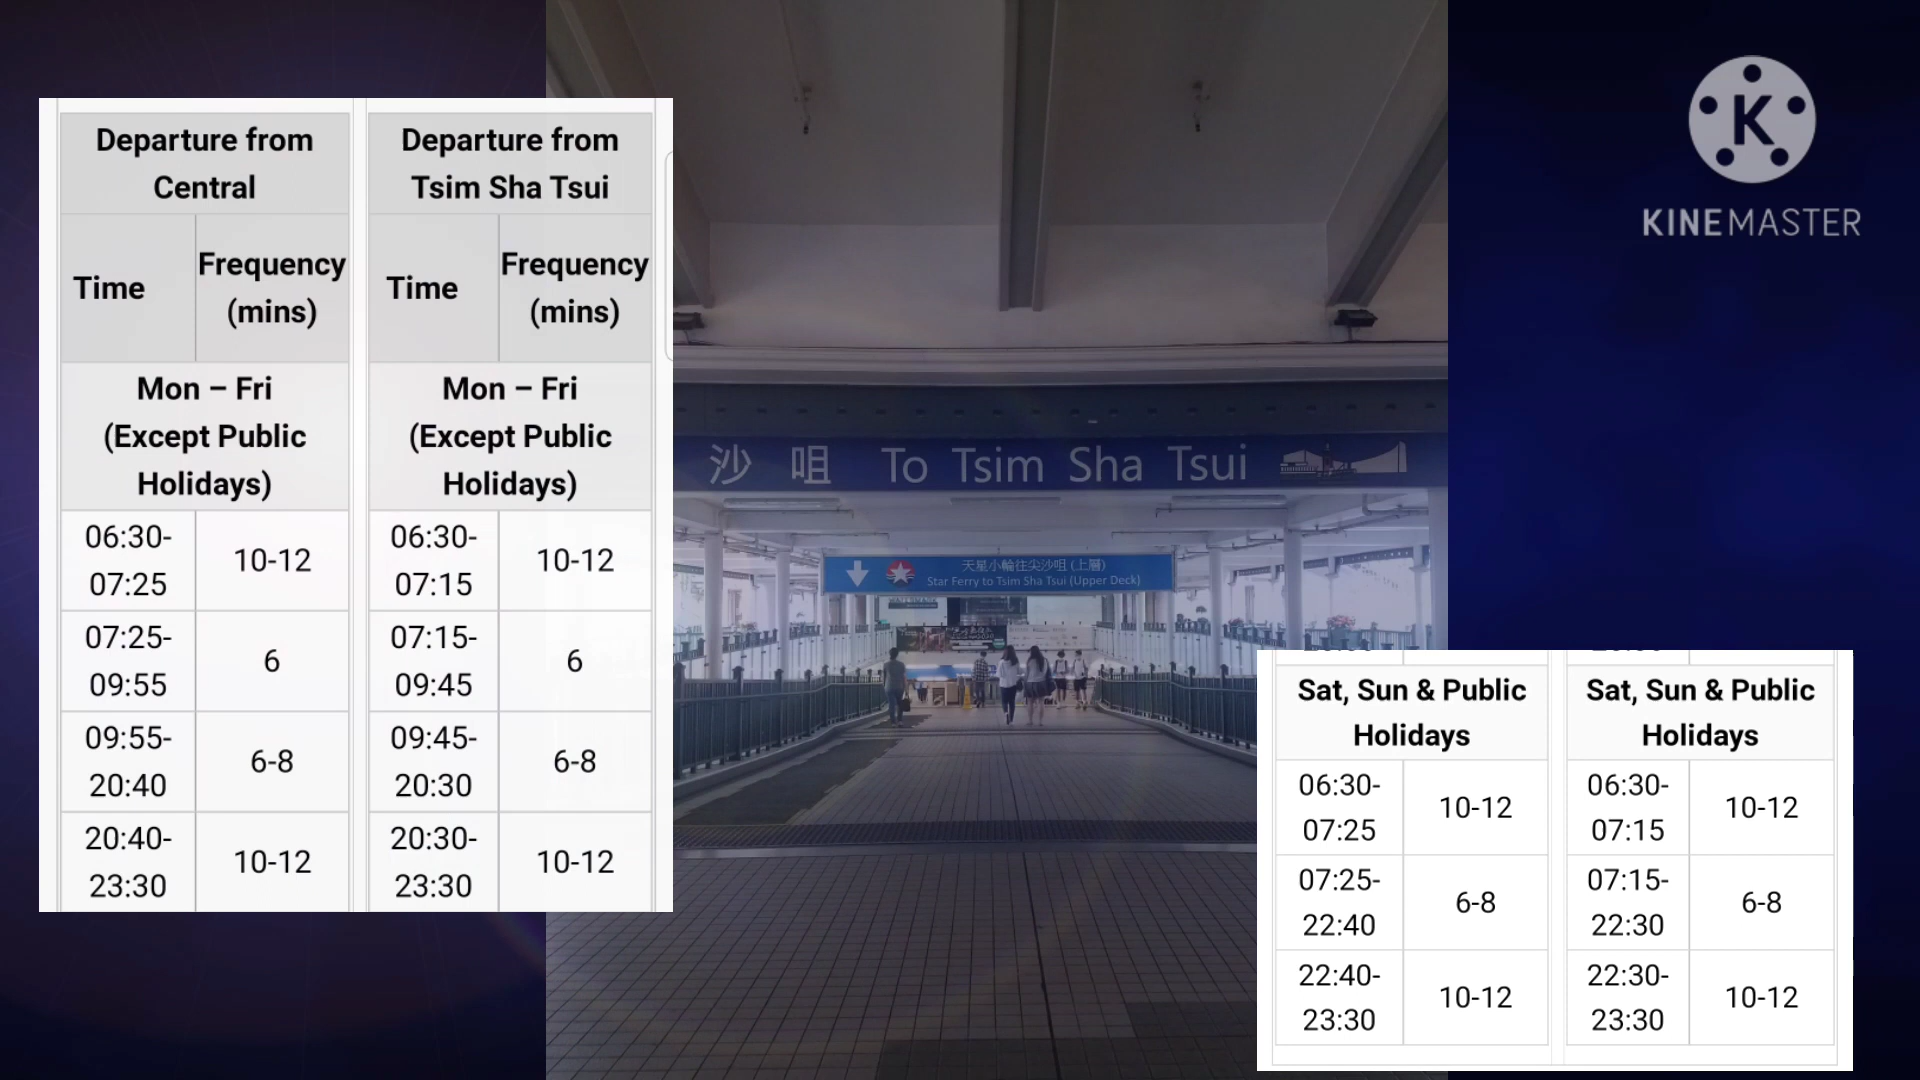 Departure from
Central
Departure from
Tsim Sha Tsui
Time
Frequency
(mins)
Time
Frequency
(mins)
Mon – Fri
(Except Public
Holidays)
Mon – Fri
(Except Public
Holidays)
06:30-
07:25
10-12
06:30-
07:15
10-12
07:25-
09:55
6
07:15-
09:45
6
09:55-
20:40
6-8
09:45-
20:30
6-8
20:40-
23:30
10-12
20:30-
23:30
10-12
K
KINEMASTER
沙 咀 To Tsim Sha Tsui
天星小輪往尖沙咀 (上層)
Star Ferry to Tsim Sha Tsui (Upper Deck)
Sat, Sun & Public
Holidays
Sat, Sun & Public
Holidays
06:30-
07:25
10-12
06:30-
07:15
10-12
07:25-
22:40
6-8
07:15-
22:30
6-8
22:40-
23:30
10-12
22:30-
23:30
10-12